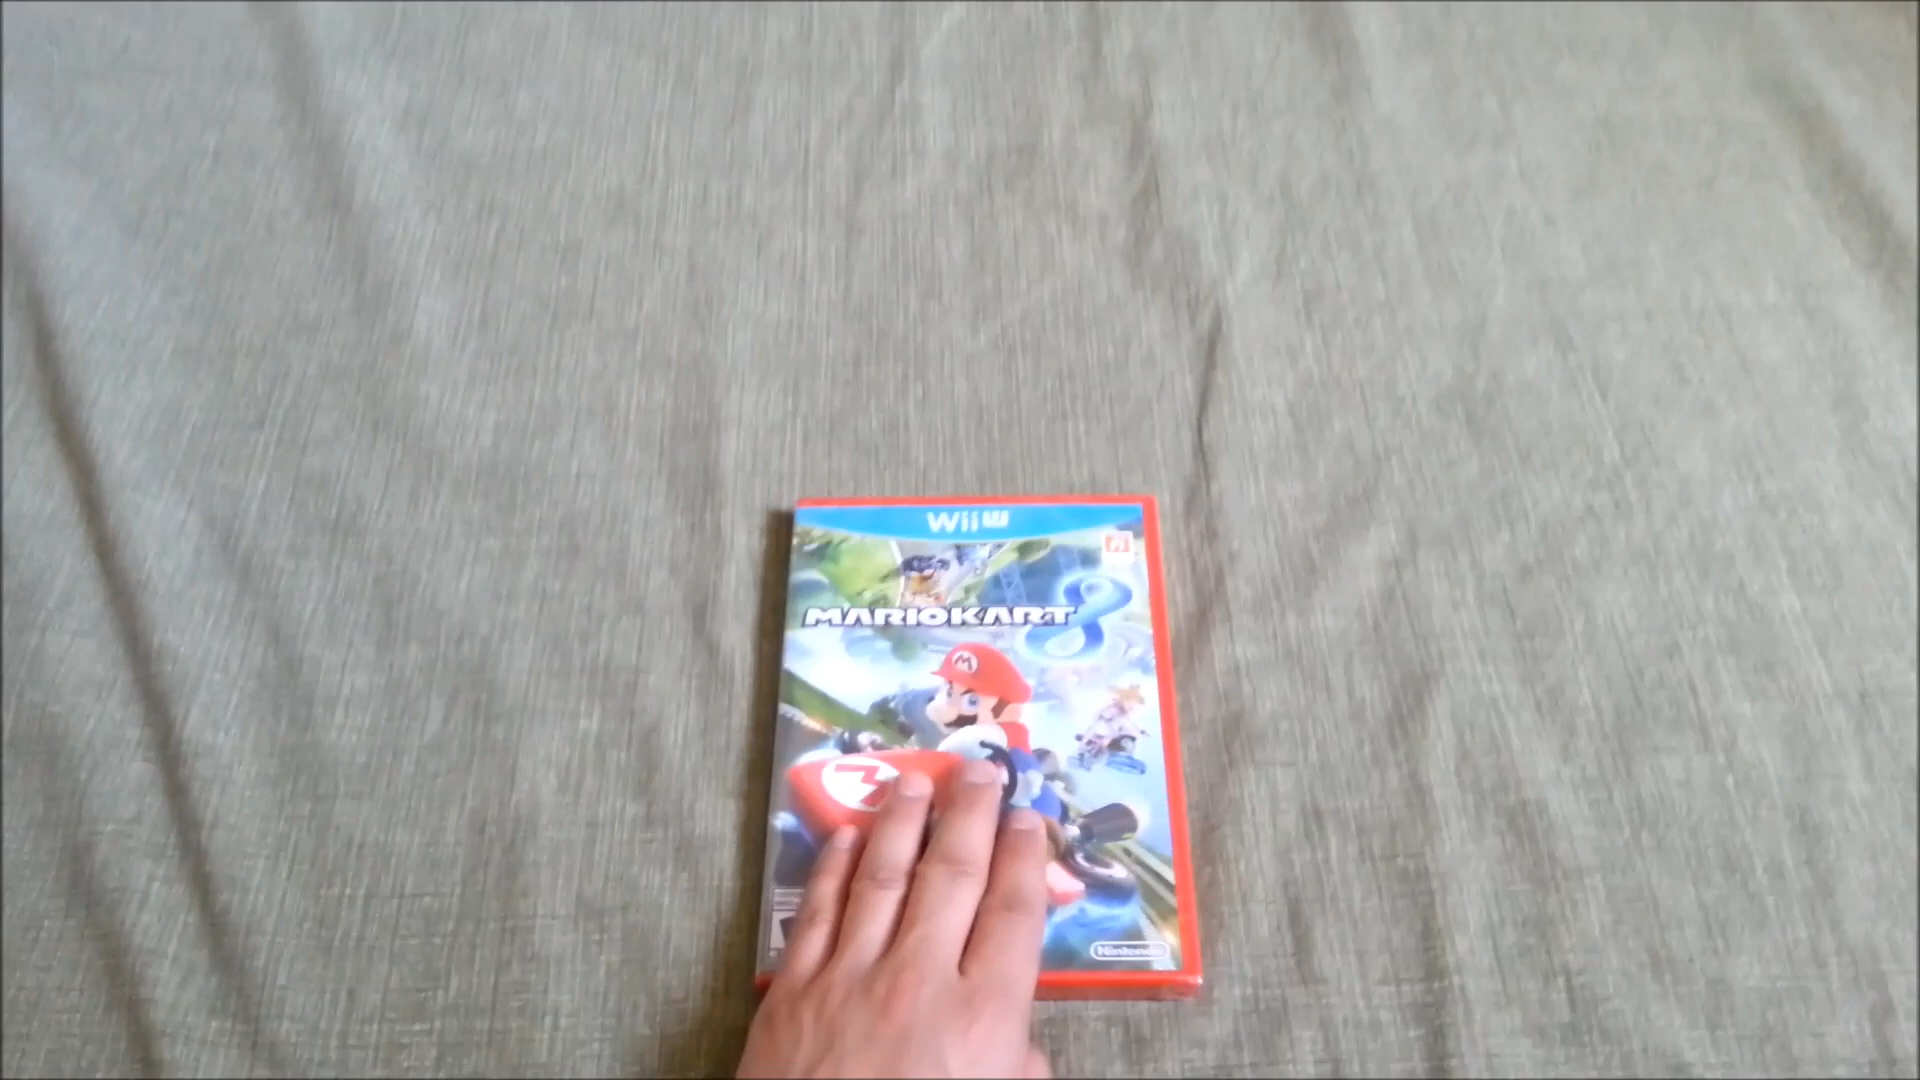 Wii U
MARIOKART 8
M
M
Nintendo